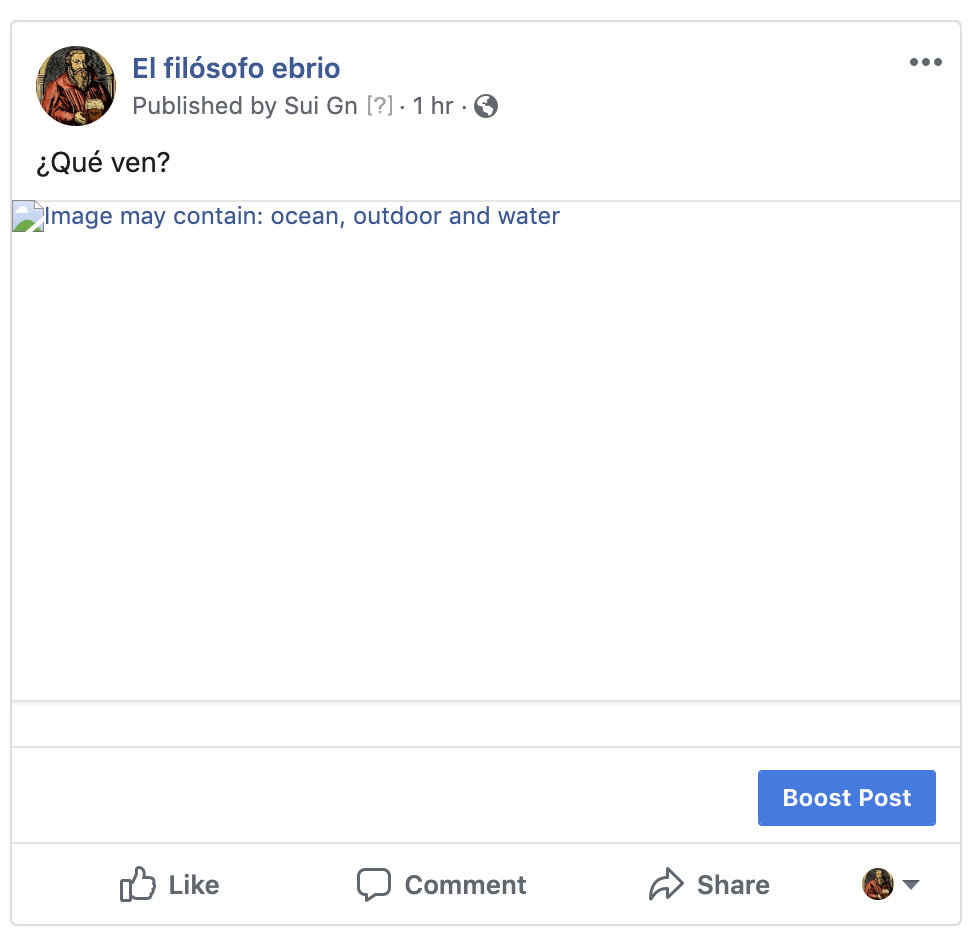 El filósofo ebrio
Published by Sui Gn [?] · 1 hr ·
¿Qué ven?
Image may contain: ocean, outdoor and water
Boost Post
Like Comment Share